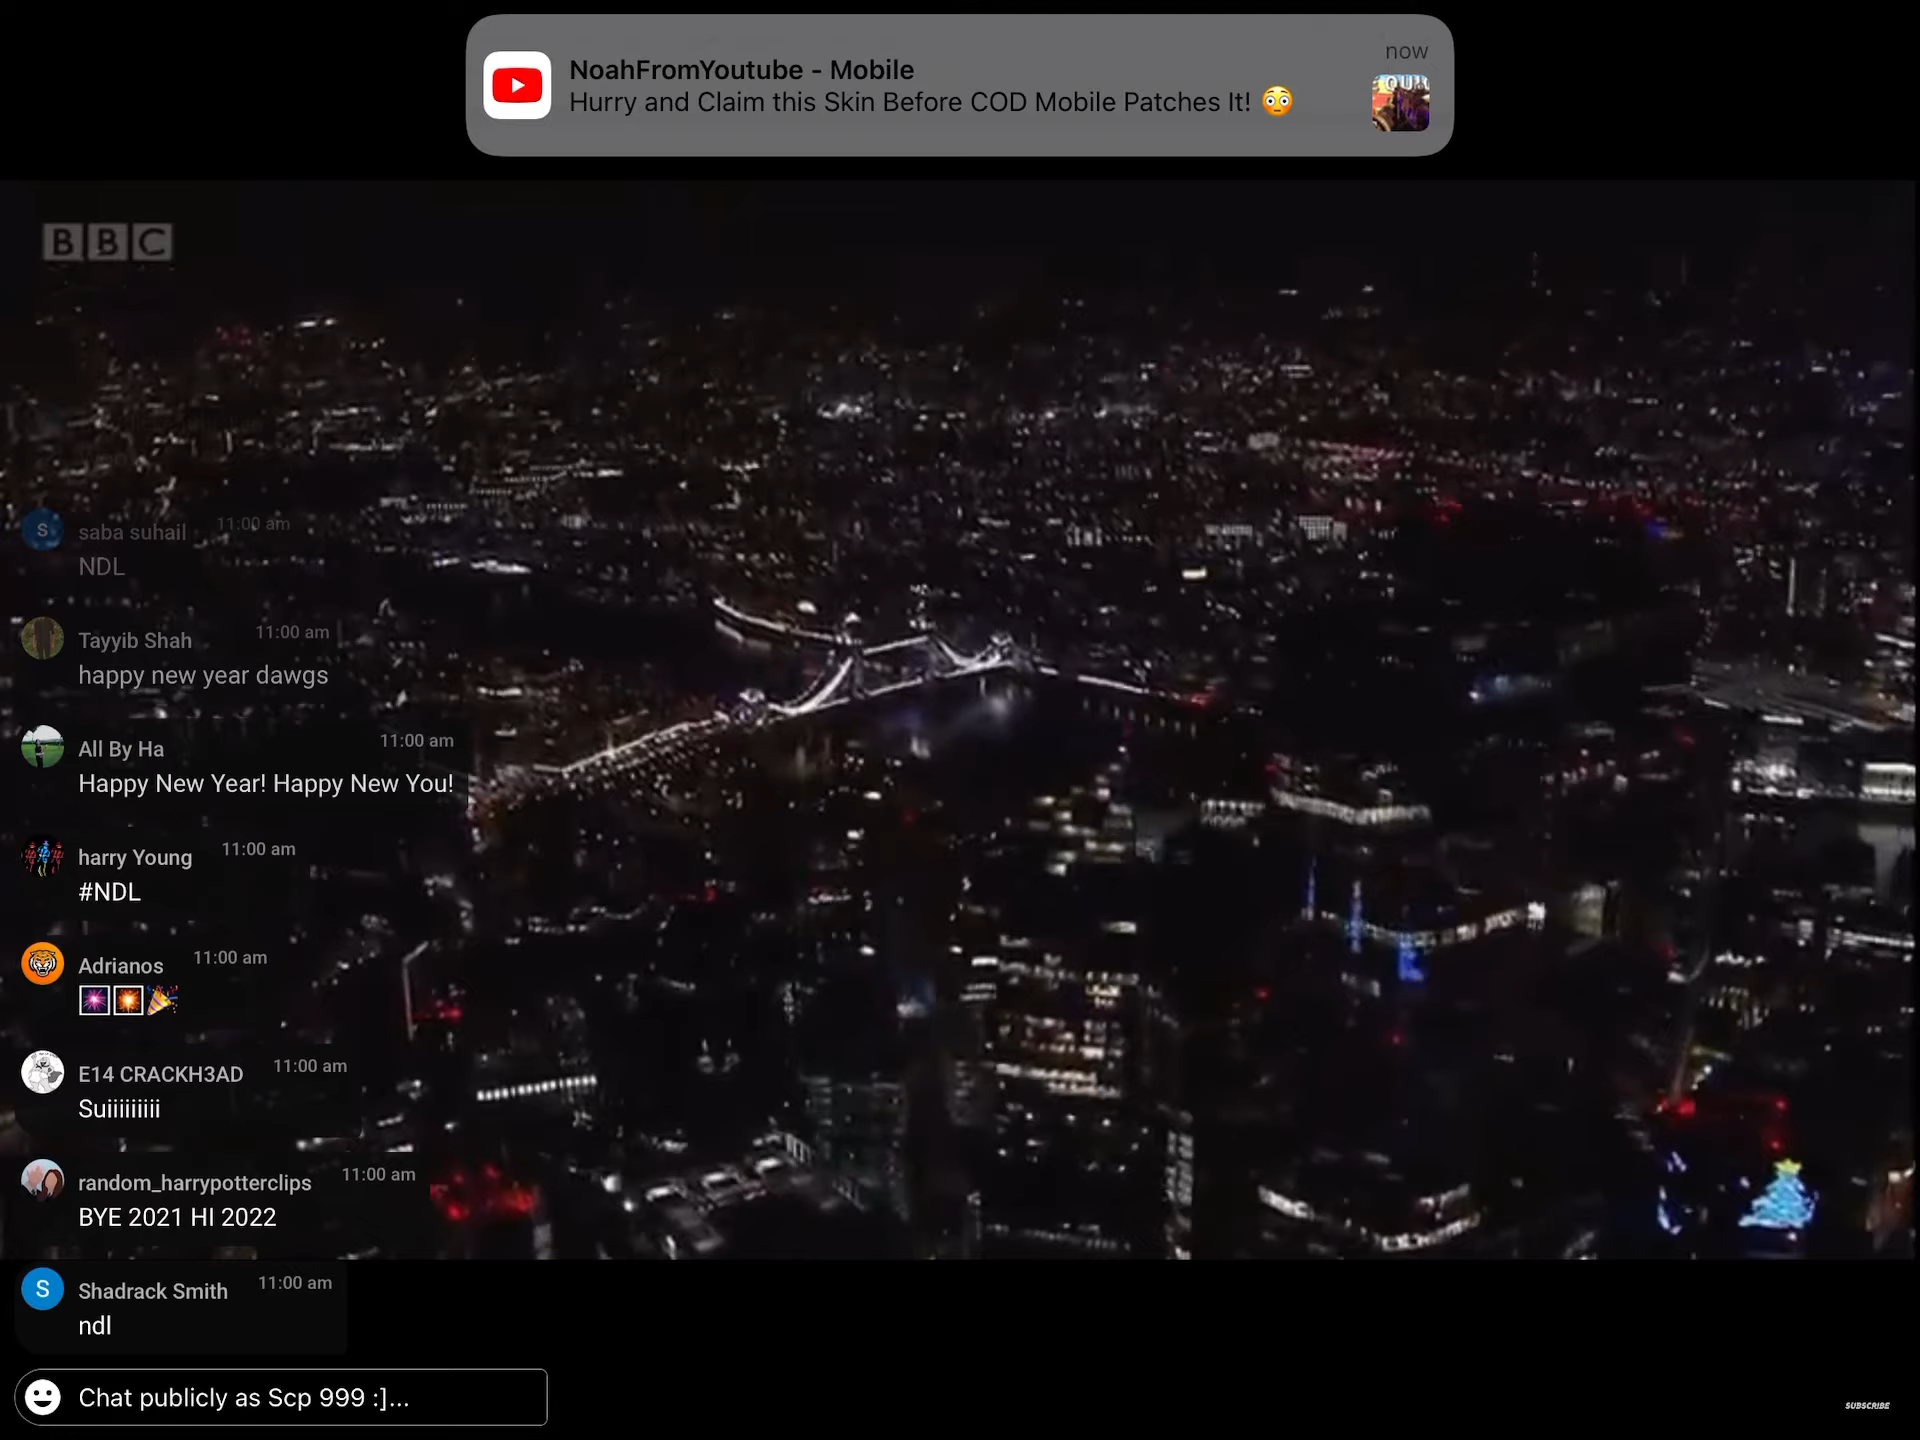 now
NoahFromYoutube - Mobile
Hurry and Claim this Skin Before COD Mobile Patches It! 😳
BBC
S saba suhail 11:00 am
NDL
Tayyib Shah 11:00 am
happy new year dawgs
All By Ha 11:00 am
Happy New Year! Happy New You!
harry Young 11:00 am
#NDL
Adrianos 11:00 am
🎆🎇🎉
E14 CRACKH3AD 11:00 am
Suiiiiiiiii
random_harrypotterclips 11:00 am
BYE 2021 HI 2022
S Shadrack Smith 11:00 am
ndl
Chat publicly as Scp 999 :]...
SUBSCRIBE